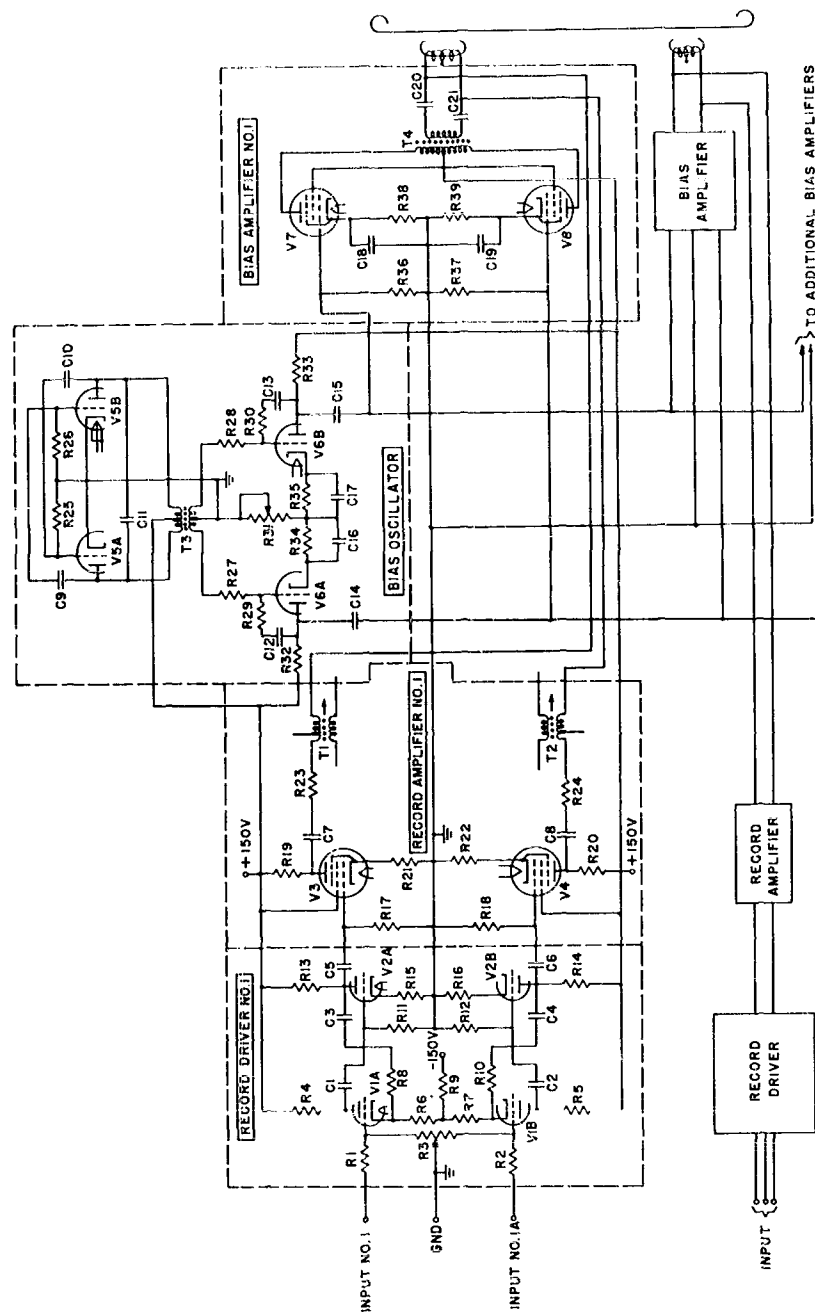 BIAS AMPLIFIER NO.1
C20
C21
T4
V7
R38
R39
V8
C18
C19
R36
R37
C10
V5B
R26
R25
V5A
C9
C11
T3
R28
R30
C13
V6B
R33
C15
R35
C17
R31
R34
C16
BIAS OSCILLATOR
R27
R29
V6A
C12
R32
C14
RECORD AMPLIFIER NO.1
+150V
R19
C7
R23
T1
V3
R21
R22
R17
R18
V4
C8
R24
T2
R20
+150V
RECORD DRIVER NO.1
R13
C5
V2A
C3
R15
R16
R11
R12
V2B
C6
C4
R14
R4
C1
V1A
R8
-150V
R9
R6
R7
R10
C2
V1B
R5
R3
R1
R2
INPUT NO.1
GND
INPUT NO.1A
BIAS
AMPLIFIER
TO ADDITIONAL BIAS AMPLIFIERS
RECORD
AMPLIFIER
RECORD
DRIVER
INPUT